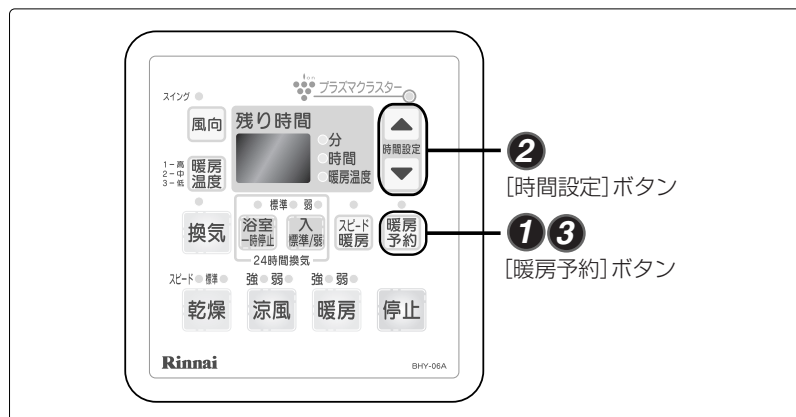 ion
プラズマクラスター
スイング
風向
残り時間
分
時間
暖房温度
時間設定
1-高
2-中
3-低
暖房
温度
標準 弱
換気
浴室
一時停止
入
標準/弱
スピード
暖房
暖房
予約
24時間換気
スピード 標準
強 弱
強 弱
乾燥
涼風
暖房
停止
Rinnai
BHY-06A
2
[時間設定]ボタン
1 3
[暖房予約]ボタン